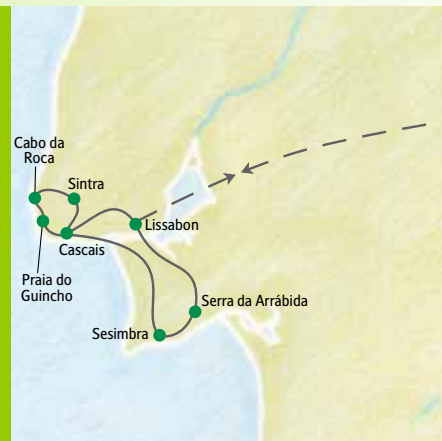 Cabo da
Roca
Sintra
Lissabon
Cascais
Praia do
Guincho
Serra da Arrábida
Sesimbra